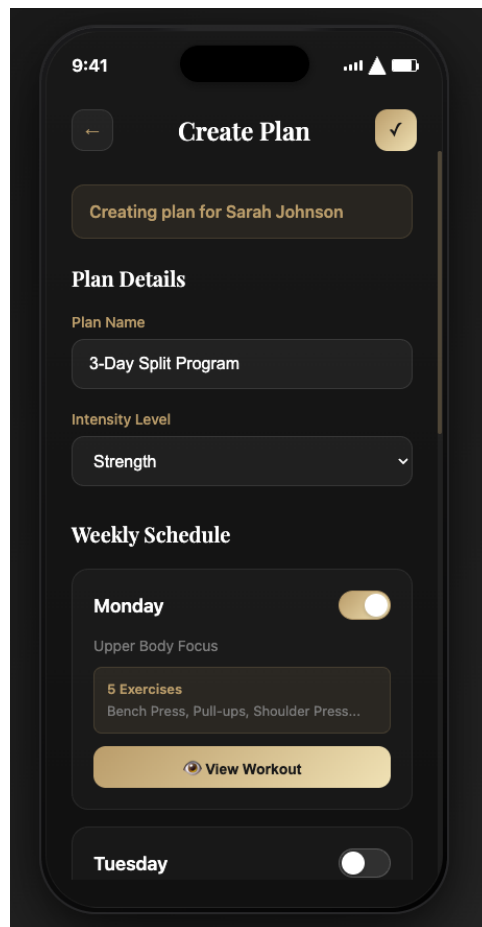 9:41
← Create Plan ✓
Creating plan for Sarah Johnson
Plan Details
Plan Name
3-Day Split Program
Intensity Level
Strength
Weekly Schedule
Monday
Upper Body Focus
5 Exercises
Bench Press, Pull-ups, Shoulder Press...
👁 View Workout
Tuesday